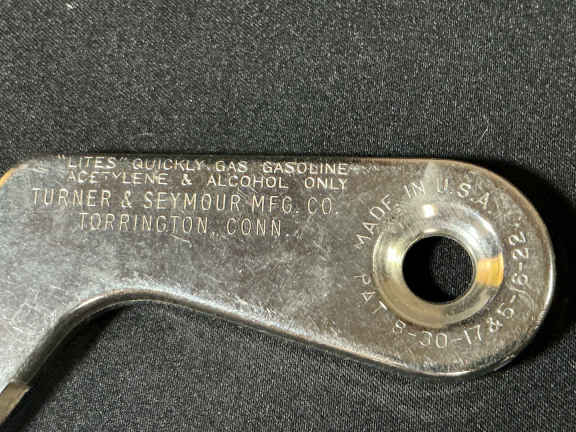 "LITES" QUICKLY GAS GASOLINE
ACETYLENE & ALCOHOL ONLY
TURNER & SEYMOUR MFG. CO.
TORRINGTON, CONN.
MADE IN U.S.A.
PAT 8-30-17 & 5-16-22